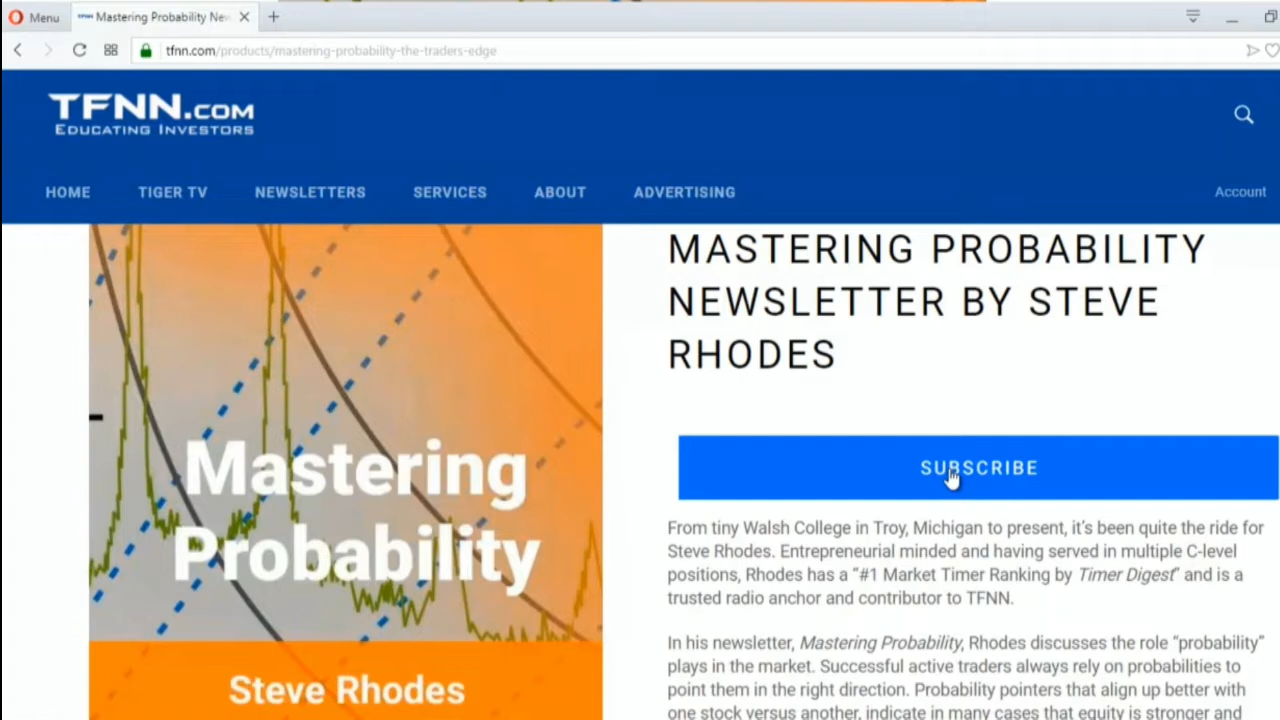 Menu
TFNN Mastering Probability New
tfnn.com/products/mastering-probability-the-traders-edge
TFNN.COM
EDUCATING INVESTORS
HOME TIGER TV NEWSLETTERS SERVICES ABOUT ADVERTISING Account
MASTERING PROBABILITY
NEWSLETTER BY STEVE
RHODES
Mastering
Probability
Steve Rhodes
SUBSCRIBE
From tiny Walsh College in Troy, Michigan to present, it's been quite the ride for
Steve Rhodes. Entrepreneurial minded and having served in multiple C-level
positions, Rhodes has a “#1 Market Timer Ranking by Timer Digest” and is a
trusted radio anchor and contributor to TFNN.
In his newsletter, Mastering Probability, Rhodes discusses the role “probability”
plays in the market. Successful active traders always rely on probabilities to
point them in the right direction. Probability pointers that align up better with
one stock versus another, indicate in many cases that equity is stronger and